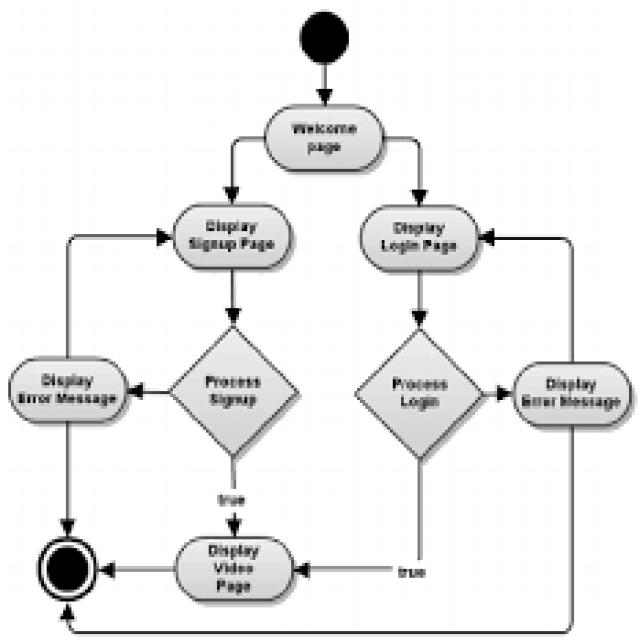 Welcome
page
Display
Signup Page
Display
Login Page
Display
Error Message
Process
Signup
Process
Login
Display
Error Message
true
Display
Video
Page
true